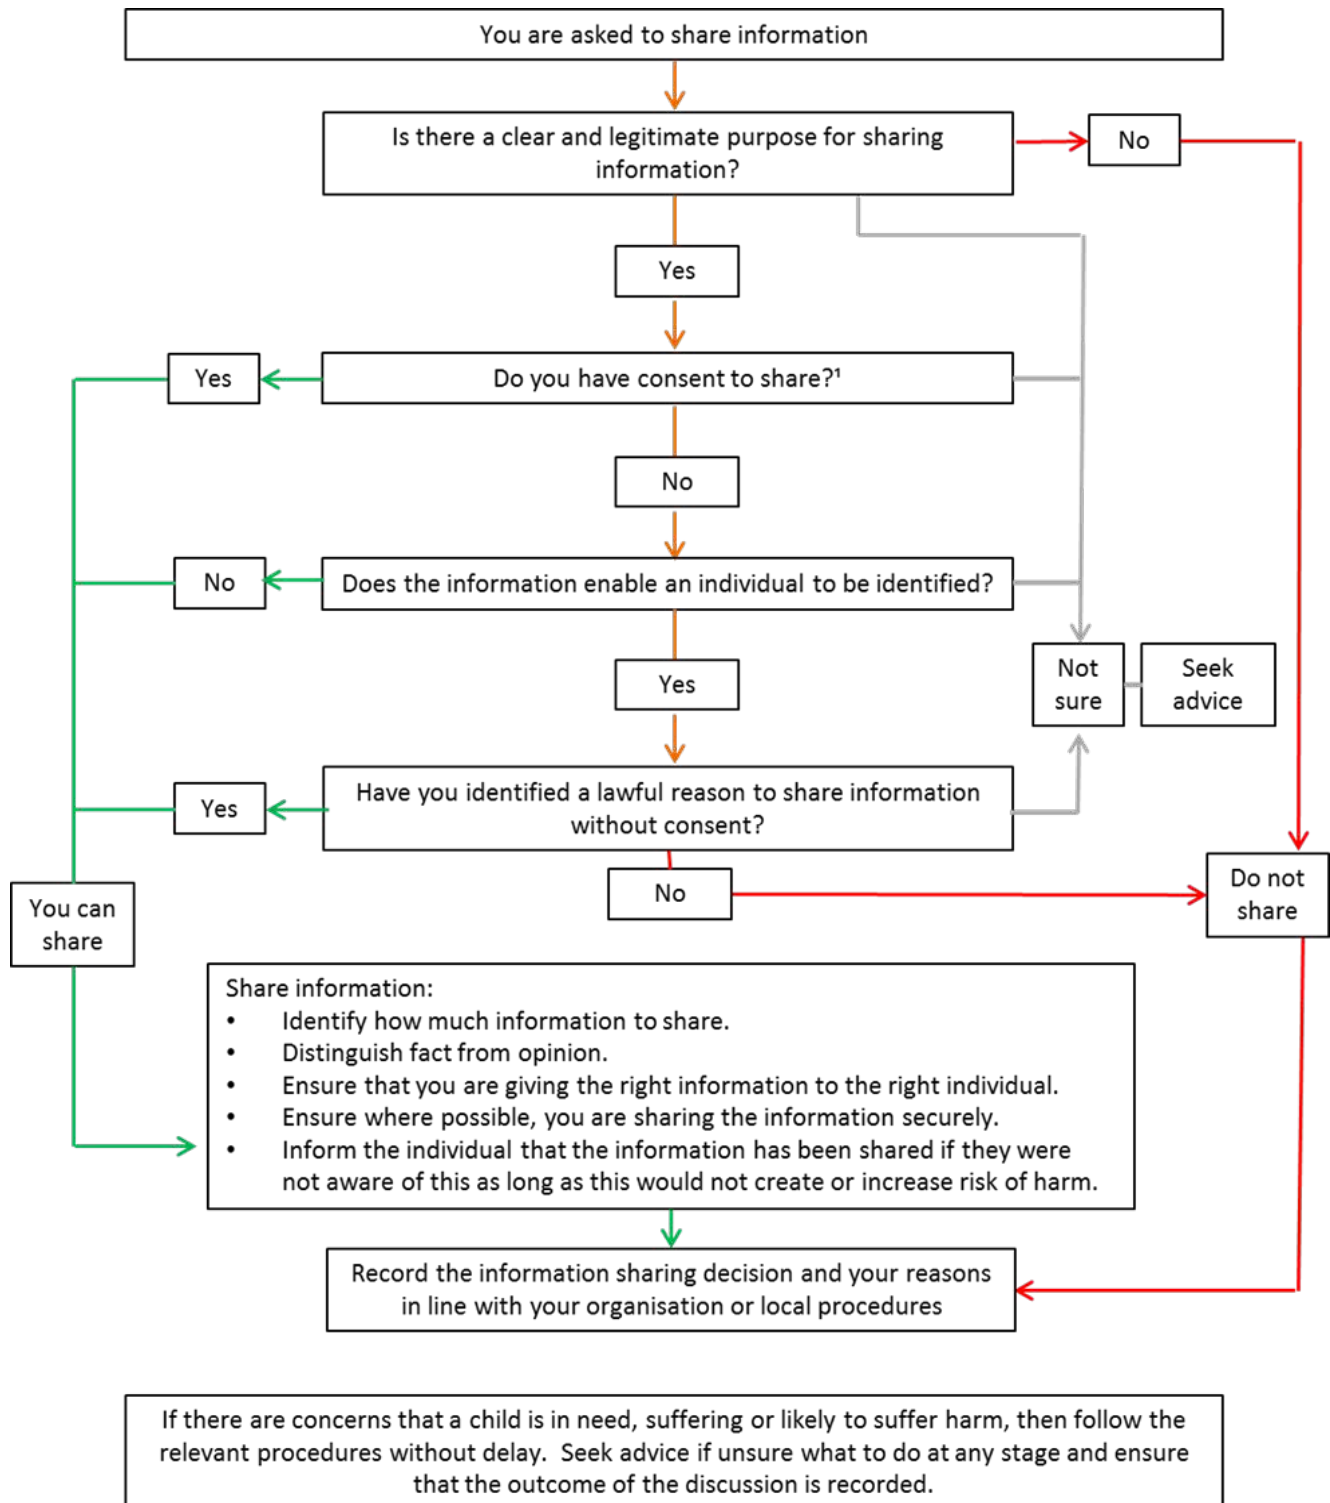 You are asked to share information
Is there a clear and legitimate purpose for sharing
information?
No
Yes
Yes
Do you have consent to share?¹
No
No
Does the information enable an individual to be identified?
Not
sure
Seek
advice
Yes
Yes
Have you identified a lawful reason to share information
without consent?
No
Do not
share
You can
share
Share information:
• Identify how much information to share.
• Distinguish fact from opinion.
• Ensure that you are giving the right information to the right individual.
• Ensure where possible, you are sharing the information securely.
• Inform the individual that the information has been shared if they were
not aware of this as long as this would not create or increase risk of harm.
Record the information sharing decision and your reasons
in line with your organisation or local procedures
If there are concerns that a child is in need, suffering or likely to suffer harm, then follow the
relevant procedures without delay. Seek advice if unsure what to do at any stage and ensure
that the outcome of the discussion is recorded.